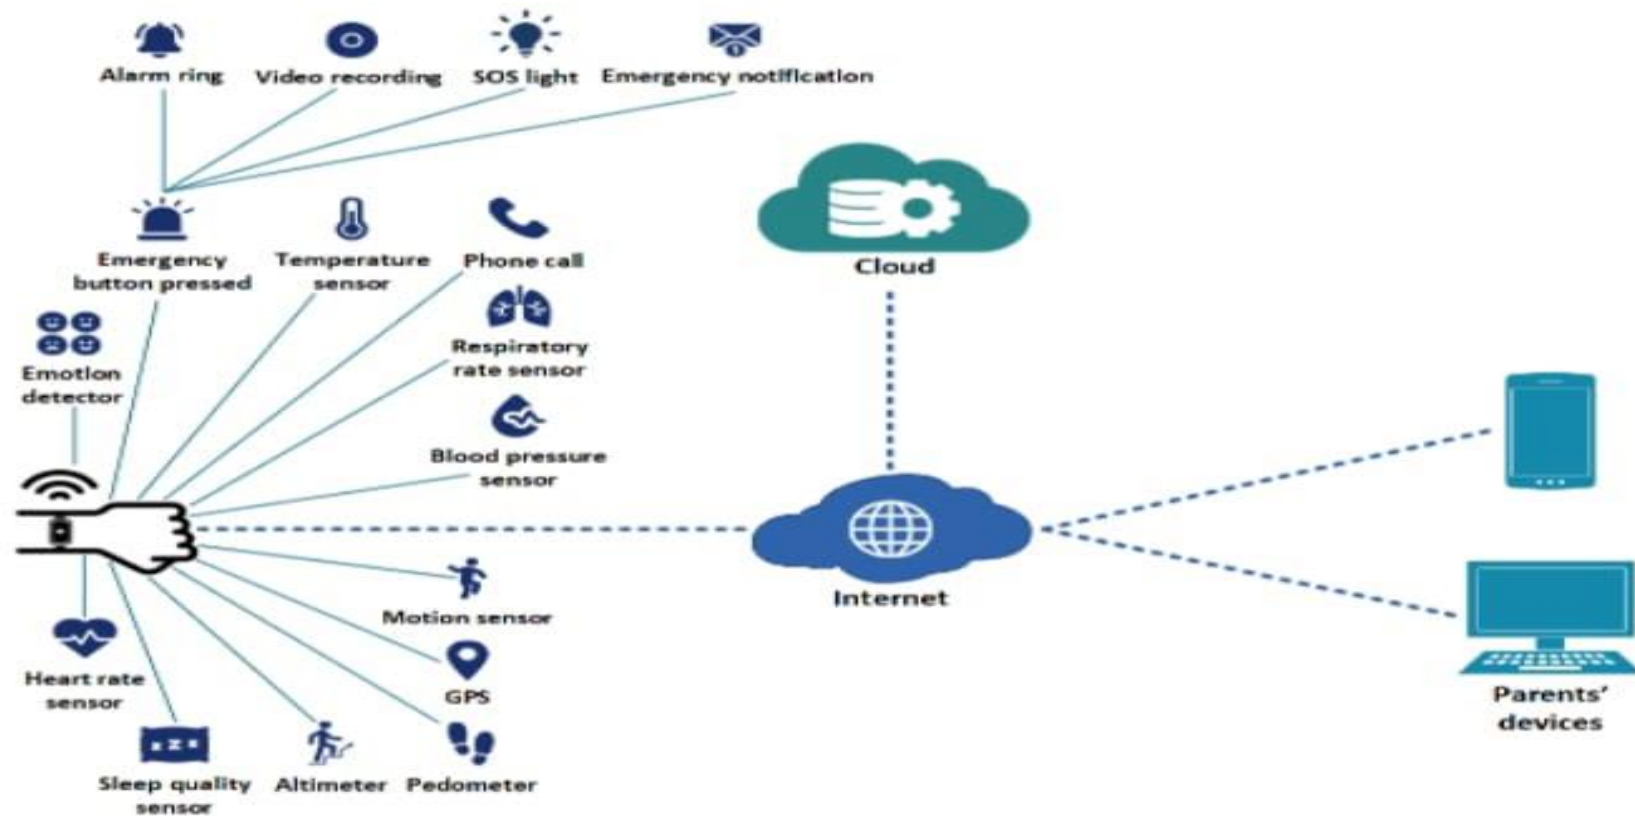 Alarm ring
Video recording
SOS light
Emergency notification
Emergency
button pressed
Temperature
sensor
Phone call
Emotion
detector
Respiratory
rate sensor
Blood pressure
sensor
Cloud
Internet
Motion sensor
Heart rate
sensor
GPS
Sleep quality
sensor
zzz
Altimeter
Pedometer
Parents'
devices